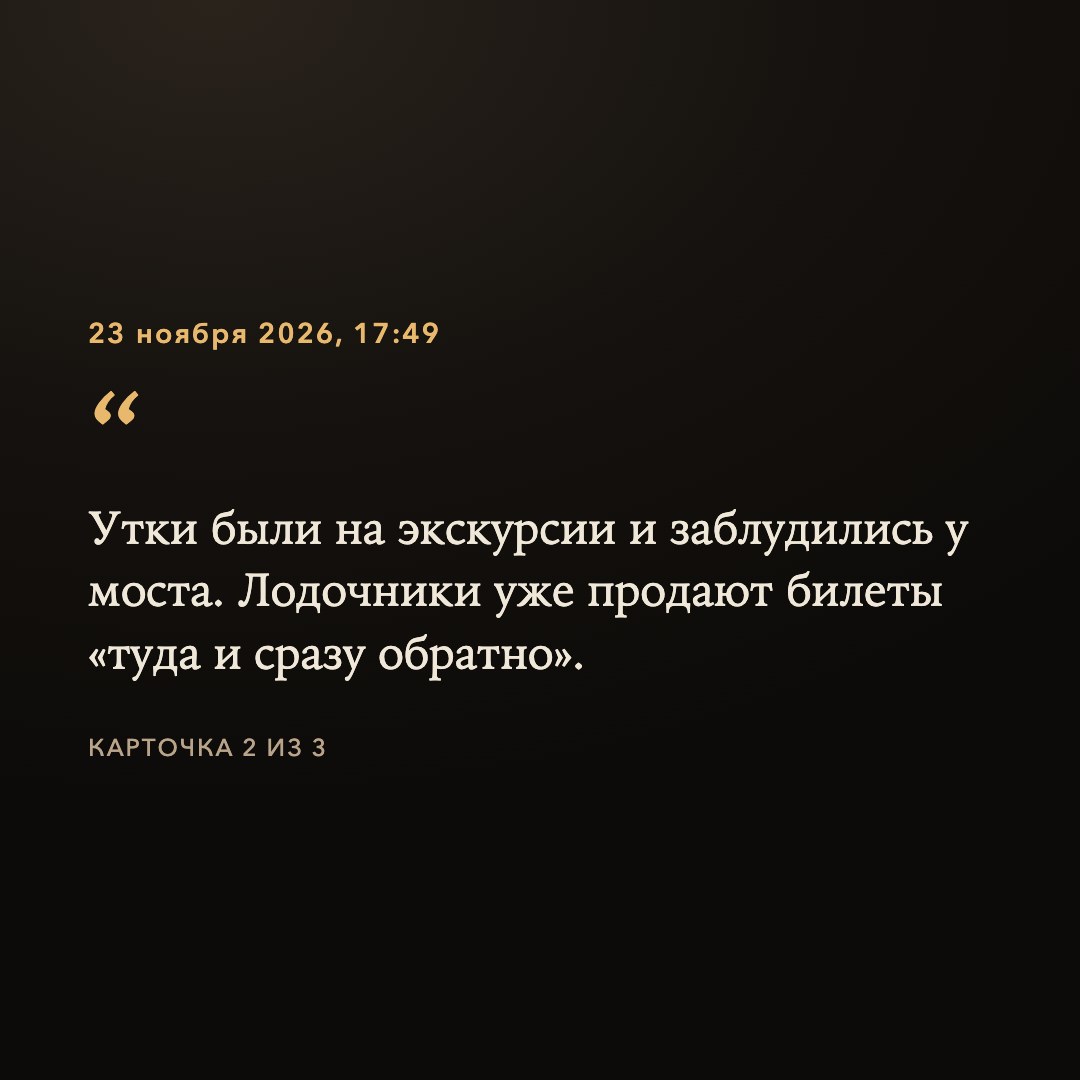 23 ноября 2026, 17:49
“
Утки были на экскурсии и заблудились у
моста. Лодочники уже продают билеты
«туда и сразу обратно».
КАРТОЧКА 2 ИЗ 3